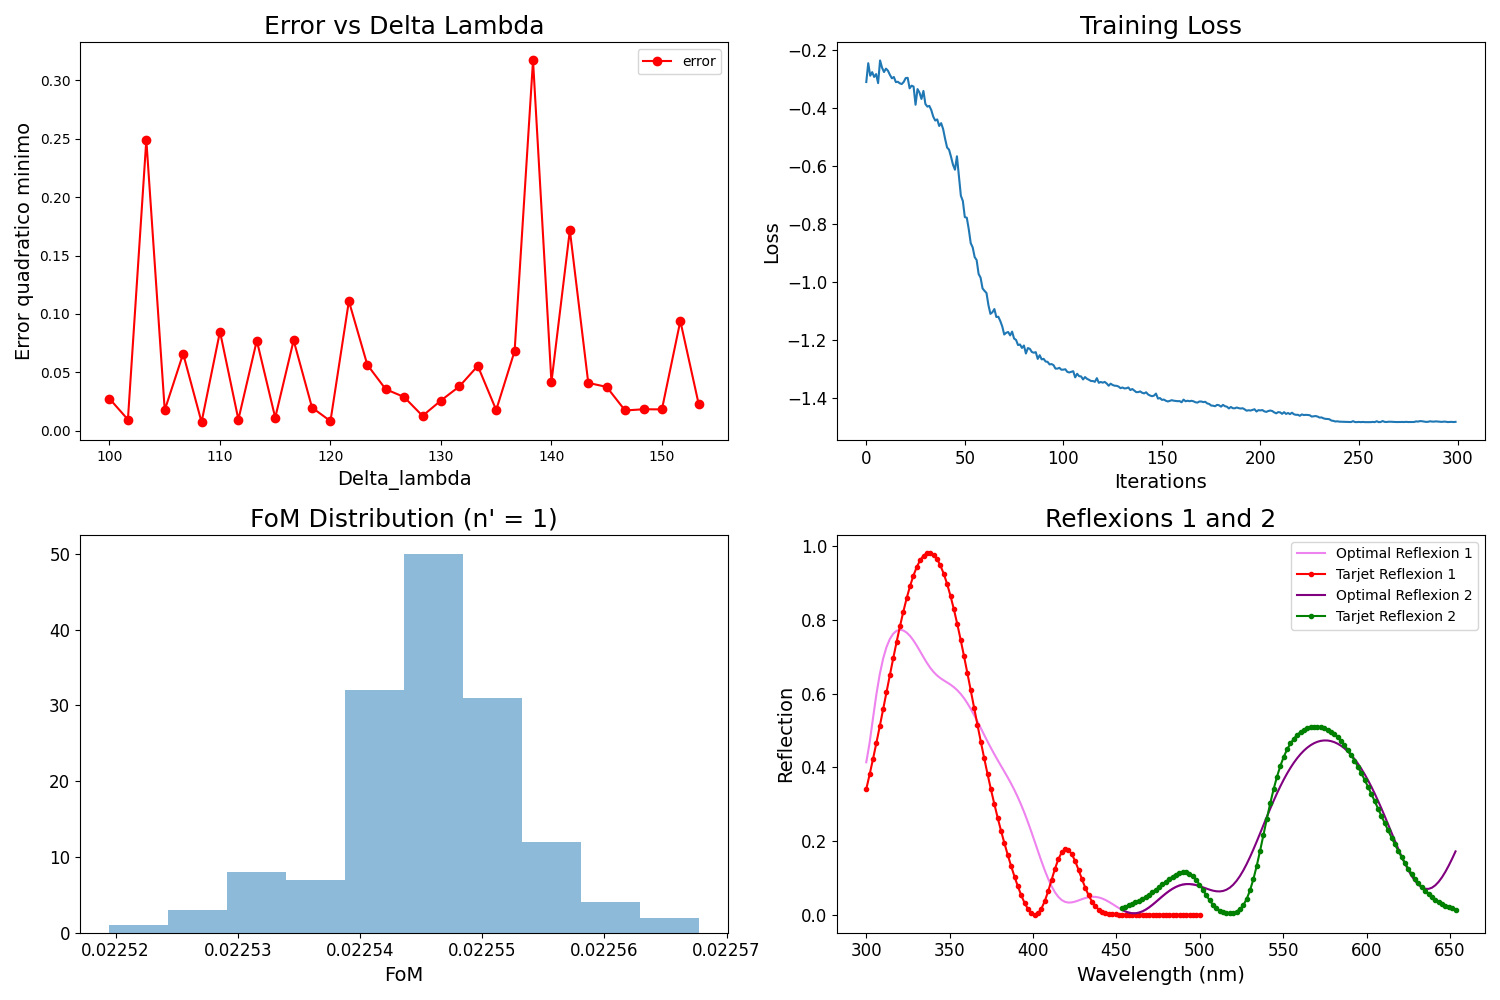 Error vs Delta Lambda
error
Error quadratico minimo
0.30
0.25
0.20
0.15
0.10
0.05
0.00
100 110 120 130 140 150
Delta_lambda
Training Loss
Loss
−0.2
−0.4
−0.6
−0.8
−1.0
−1.2
−1.4
0 50 100 150 200 250 300
Iterations
FoM Distribution (n' = 1)
50
40
30
20
10
0
0.02252 0.02253 0.02254 0.02255 0.02256 0.02257
FoM
Reflexions 1 and 2
Optimal Reflexion 1
Tarjet Reflexion 1
Optimal Reflexion 2
Tarjet Reflexion 2
Reflection
1.0
0.8
0.6
0.4
0.2
0.0
300 350 400 450 500 550 600 650
Wavelength (nm)